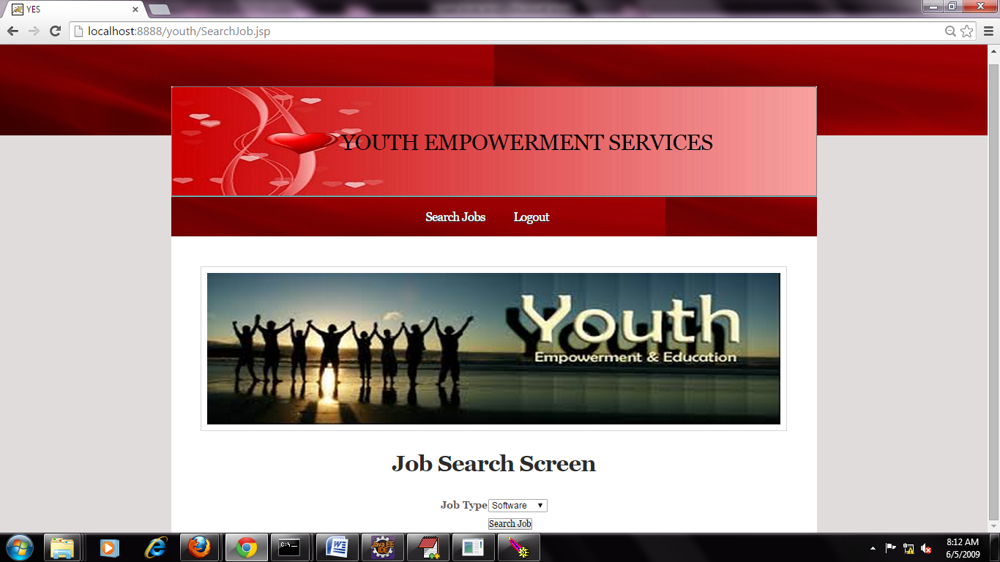 YES
localhost:8888/youth/SearchJob.jsp
YOUTH EMPOWERMENT SERVICES
Search Jobs Logout
Youth
Empowerment & Education
Job Search Screen
Job Type Software
Search Job
C:\_
W
Java EE
IDE
8:12 AM
6/5/2009